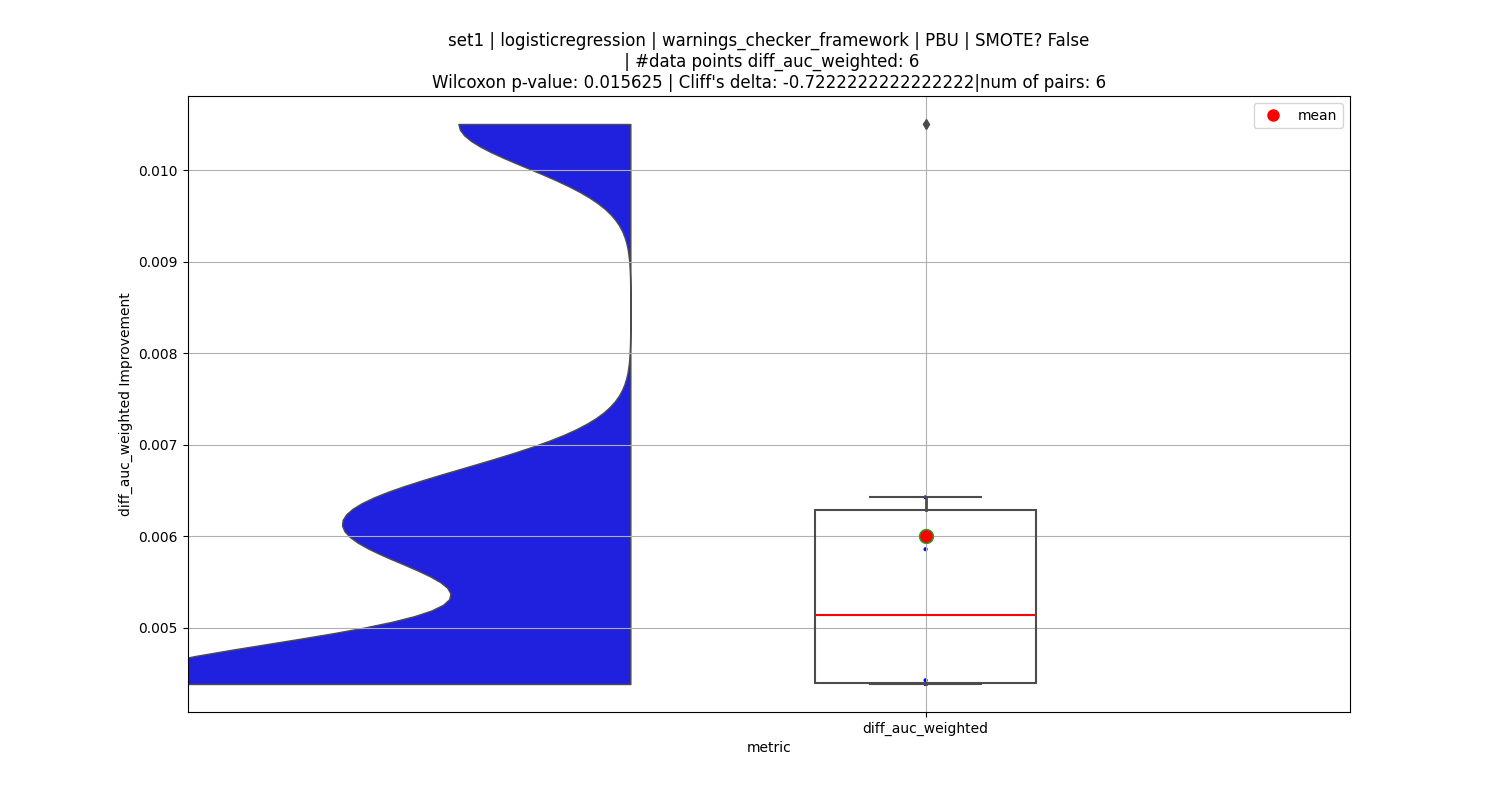 set1 | logisticregression | warnings_checker_framework | PBU | SMOTE? False
| #data points diff_auc_weighted: 6
Wilcoxon p-value: 0.015625 | Cliff's delta: -0.7222222222222222|num of pairs: 6
mean
0.010
0.009
0.008
0.007
0.006
0.005
diff_auc_weighted Improvement
diff_auc_weighted
metric